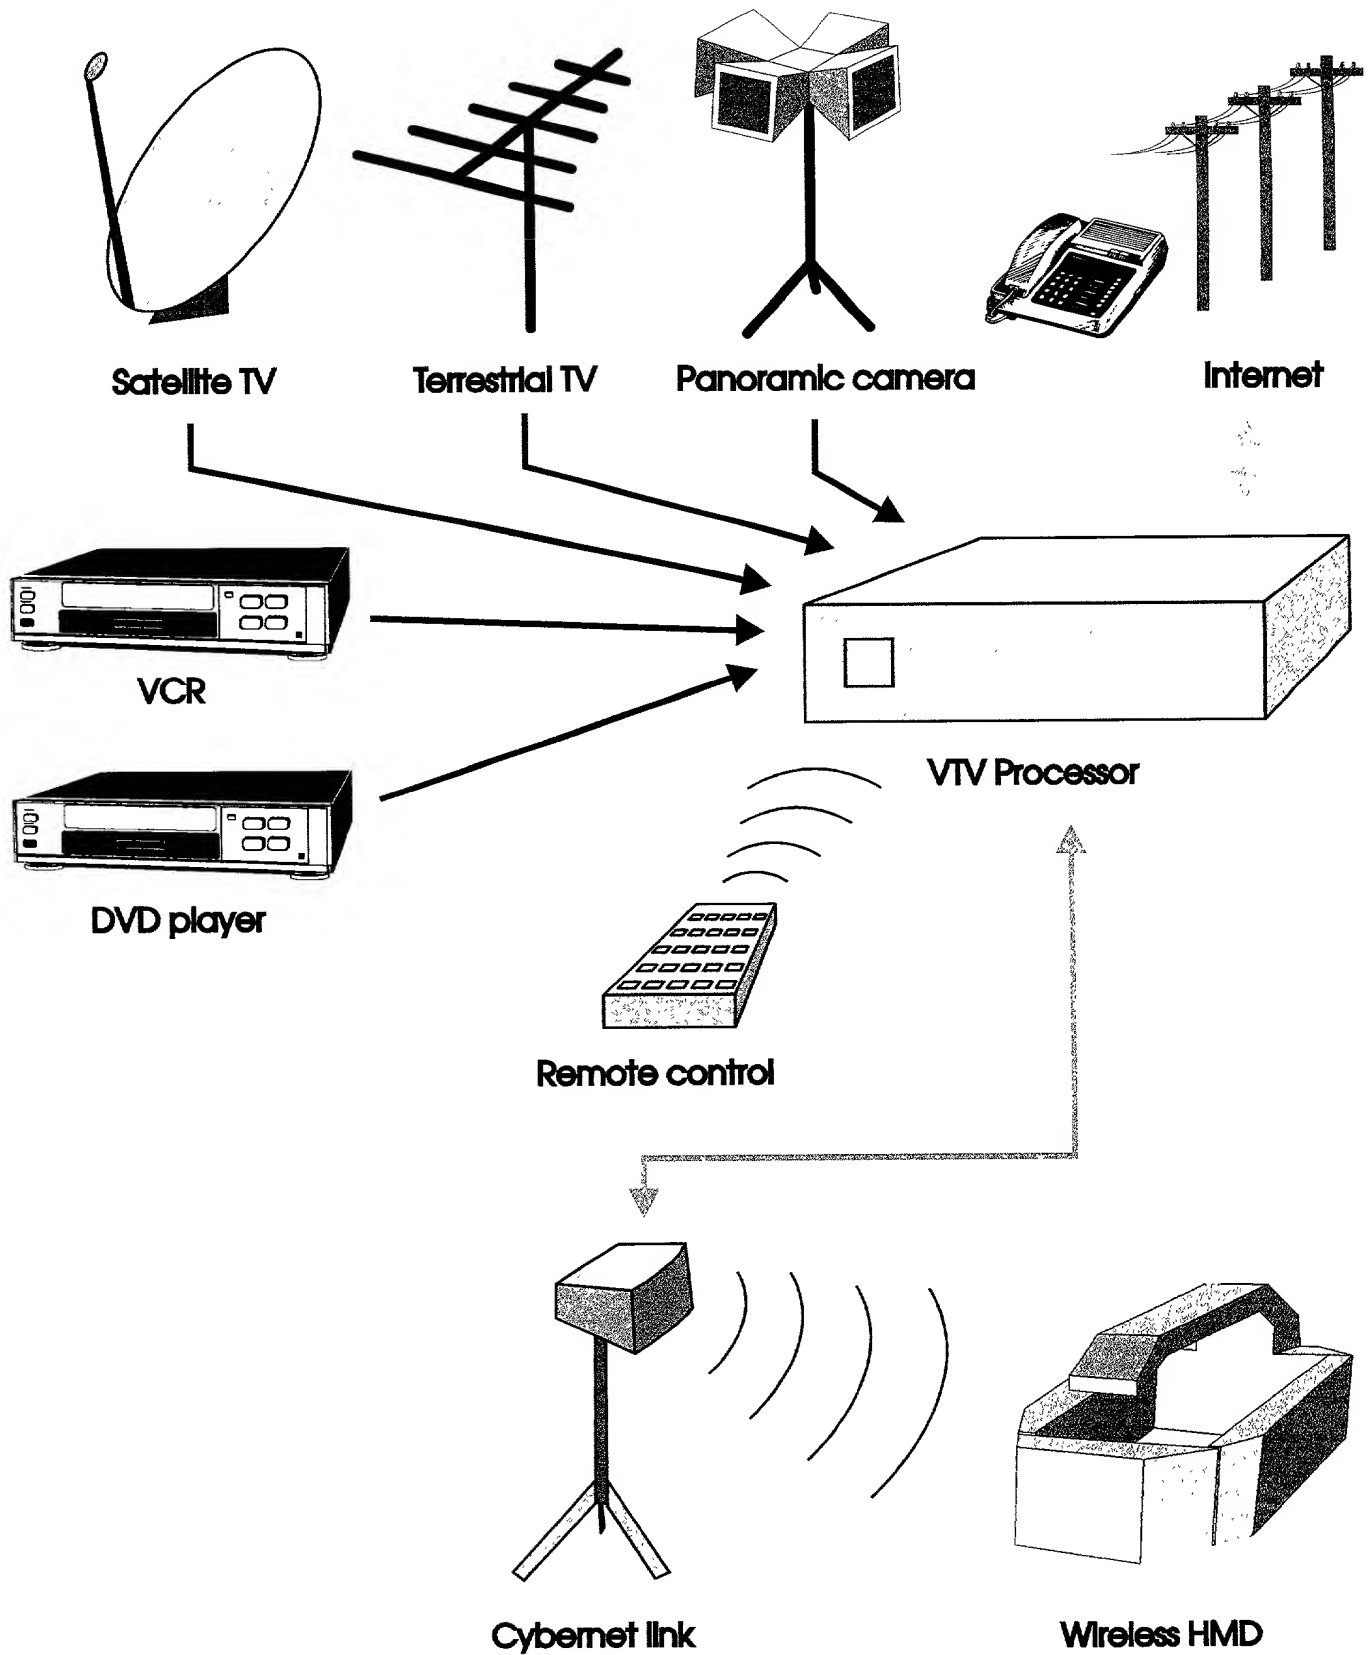 Satellite TV
Terrestrial TV
Panoramic camera
Internet
VCR
VTV Processor
DVD player
Remote control
Cybernet link
Wireless HMD